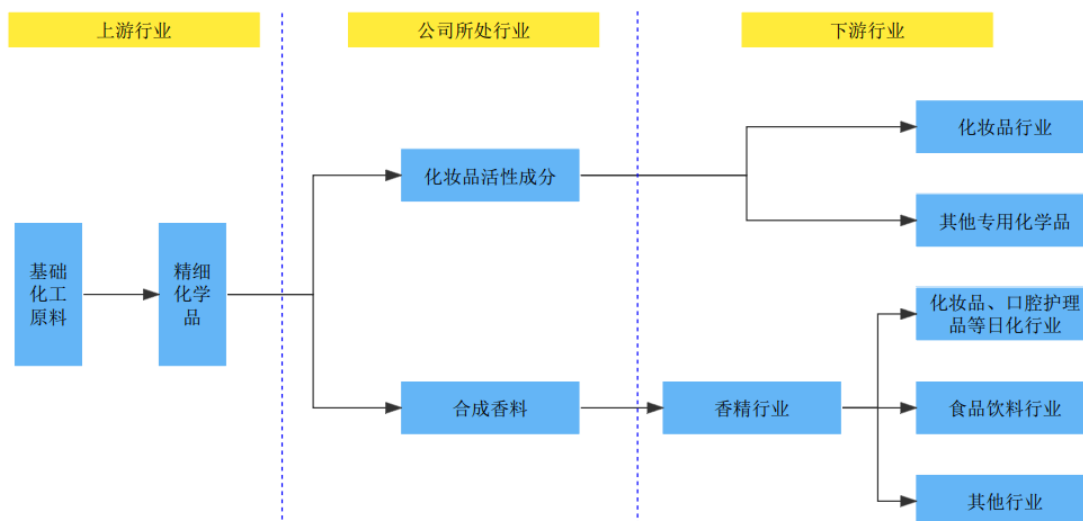 上游行业
公司所处行业
下游行业
化妆品行业
化妆品活性成分
其他专用化学品
基础
化工
原料
精细
化学
品
化妆品、口腔护理
品等日化行业
合成香料
香精行业
食品饮料行业
其他行业